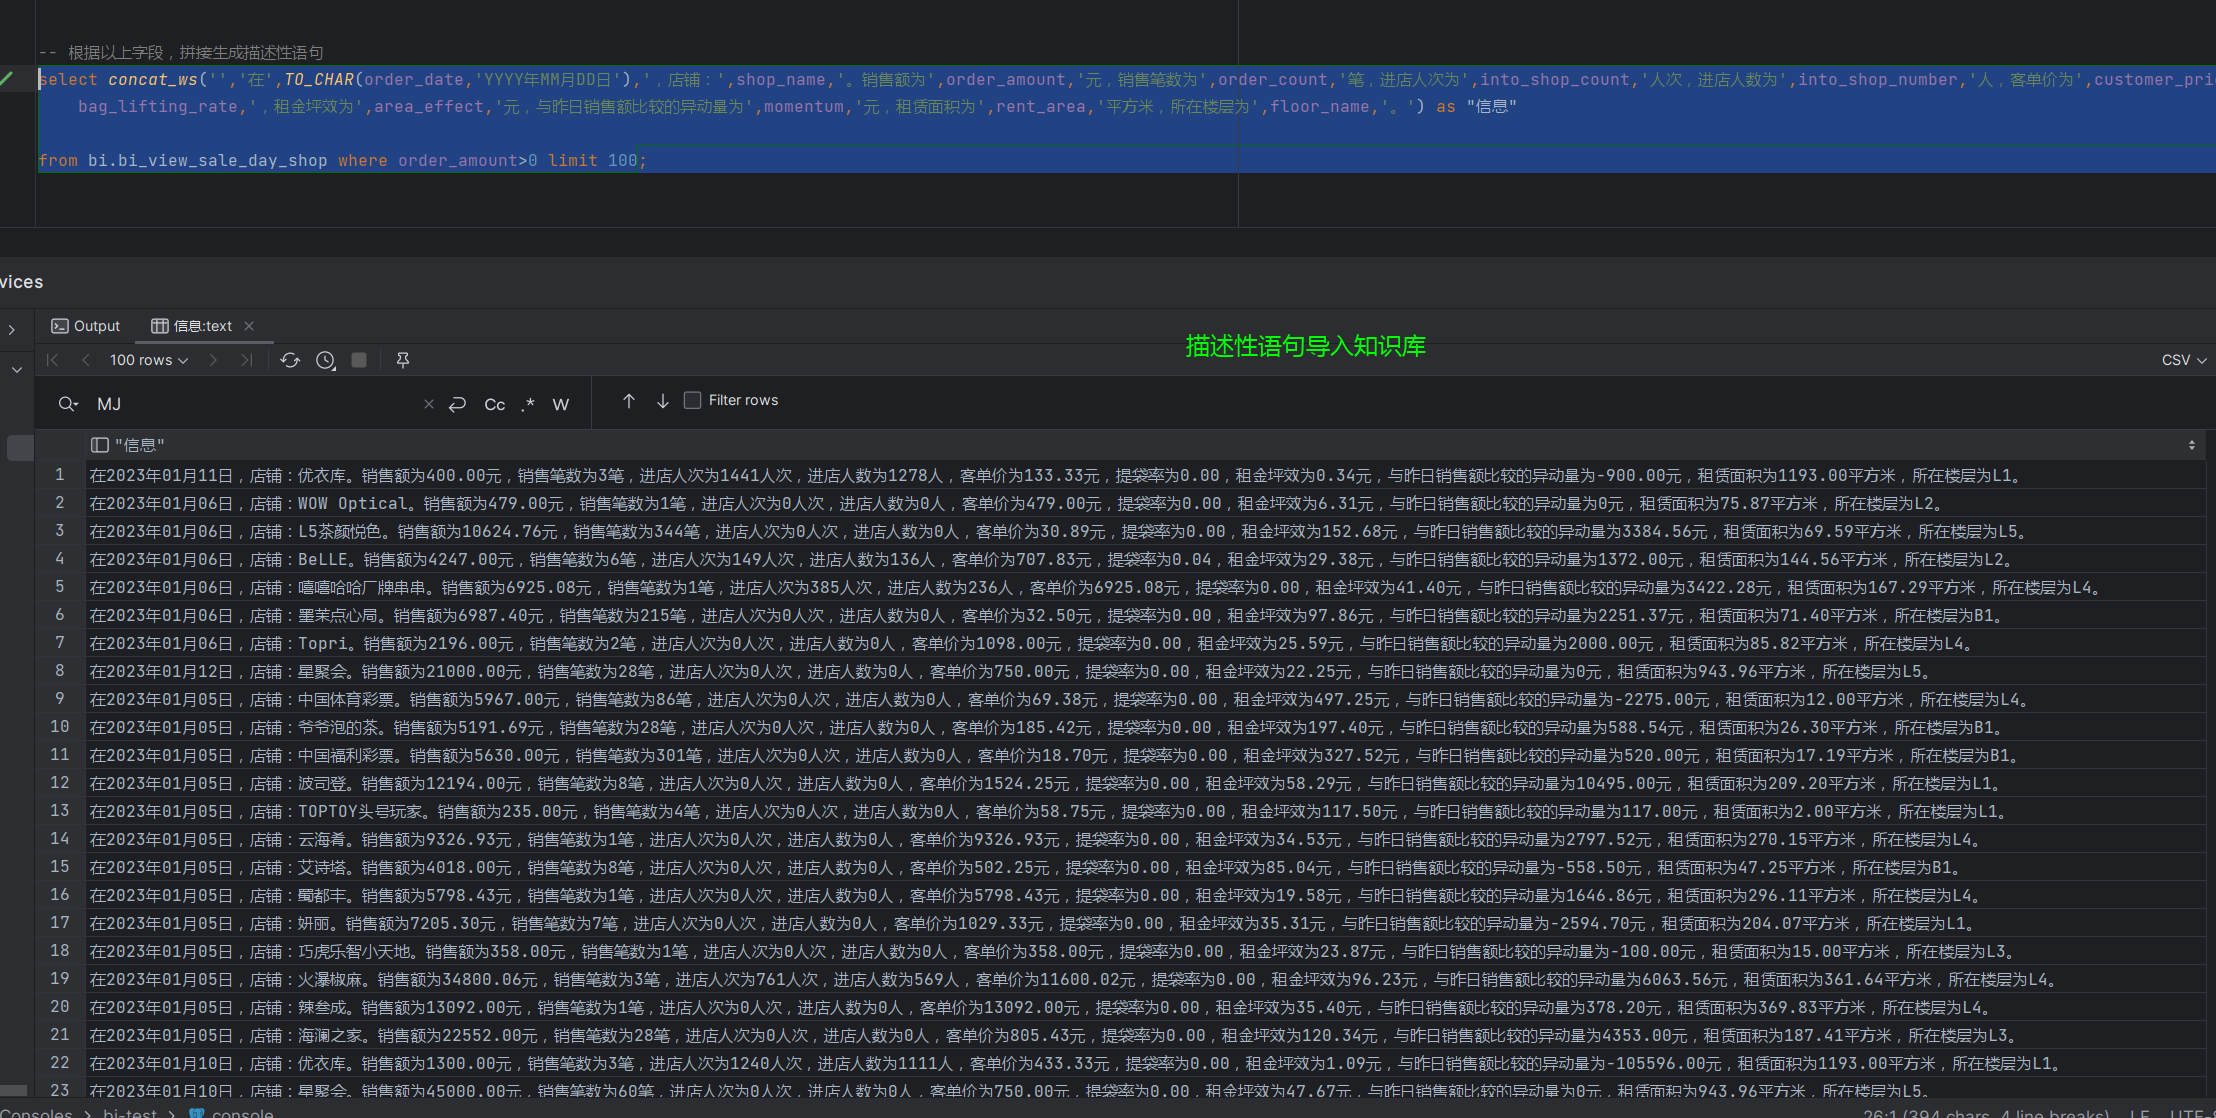 -- 根据以上字段，拼接生成描述性语句
select concat_ws('','在',TO_CHAR(order_date,'YYYY年MM月DD日'),'，店铺：',shop_name,'。销售额为',order_amount,'元，销售笔数为',order_count,'笔，进店人次为',into_shop_count,'人次，进店人数为',into_shop_number,'人，客单价为',customer_pri
bag_lifting_rate,'，租金坪效为',area_effect,'元，与昨日销售额比较的异动量为',momentum,'元，租赁面积为',rent_area,'平方米，所在楼层为',floor_name,'。') as "信息"
from bi.bi_view_sale_day_shop where order_amount>0 limit 100;
vices
Output 信息:text
描述性语句导入知识库
100 rows CSV
MJ Cc .* W Filter rows
"信息"
1 在2023年01月11日，店铺：优衣库。销售额为400.00元，销售笔数为3笔，进店人次为1441人次，进店人数为1278人，客单价为133.33元，提袋率为0.00，租金坪效为0.34元，与昨日销售额比较的异动量为-900.00元，租赁面积为1193.00平方米，所在楼层为L1。
2 在2023年01月06日，店铺：WOW Optical。销售额为479.00元，销售笔数为1笔，进店人次为0人次，进店人数为0人，客单价为479.00元，提袋率为0.00，租金坪效为6.31元，与昨日销售额比较的异动量为0元，租赁面积为75.87平方米，所在楼层为L2。
3 在2023年01月06日，店铺：L5茶颜悦色。销售额为10624.76元，销售笔数为344笔，进店人次为0人次，进店人数为0人，客单价为30.89元，提袋率为0.00，租金坪效为152.68元，与昨日销售额比较的异动量为3384.56元，租赁面积为69.59平方米，所在楼层为L5。
4 在2023年01月06日，店铺：BeLLE。销售额为4247.00元，销售笔数为6笔，进店人次为149人次，进店人数为136人，客单价为707.83元，提袋率为0.04，租金坪效为29.38元，与昨日销售额比较的异动量为1372.00元，租赁面积为144.56平方米，所在楼层为L2。
5 在2023年01月06日，店铺：嘻嘻哈哈厂牌串串。销售额为6925.08元，销售笔数为1笔，进店人次为385人次，进店人数为236人，客单价为6925.08元，提袋率为0.00，租金坪效为41.40元，与昨日销售额比较的异动量为3422.28元，租赁面积为167.29平方米，所在楼层为L4。
6 在2023年01月06日，店铺：墨茉点心局。销售额为6987.40元，销售笔数为215笔，进店人次为0人次，进店人数为0人，客单价为32.50元，提袋率为0.00，租金坪效为97.86元，与昨日销售额比较的异动量为2251.37元，租赁面积为71.40平方米，所在楼层为B1。
7 在2023年01月06日，店铺：Topri。销售额为2196.00元，销售笔数为2笔，进店人次为0人次，进店人数为0人，客单价为1098.00元，提袋率为0.00，租金坪效为25.59元，与昨日销售额比较的异动量为2000.00元，租赁面积为85.82平方米，所在楼层为L4。
8 在2023年01月12日，店铺：星聚会。销售额为21000.00元，销售笔数为28笔，进店人次为0人次，进店人数为0人，客单价为750.00元，提袋率为0.00，租金坪效为22.25元，与昨日销售额比较的异动量为0元，租赁面积为943.96平方米，所在楼层为L5。
9 在2023年01月05日，店铺：中国体育彩票。销售额为5967.00元，销售笔数为86笔，进店人次为0人次，进店人数为0人，客单价为69.38元，提袋率为0.00，租金坪效为497.25元，与昨日销售额比较的异动量为-2275.00元，租赁面积为12.00平方米，所在楼层为L4。
10 在2023年01月05日，店铺：爷爷泡的茶。销售额为5191.69元，销售笔数为28笔，进店人次为0人次，进店人数为0人，客单价为185.42元，提袋率为0.00，租金坪效为197.40元，与昨日销售额比较的异动量为588.54元，租赁面积为26.30平方米，所在楼层为B1。
11 在2023年01月05日，店铺：中国福利彩票。销售额为5630.00元，销售笔数为301笔，进店人次为0人次，进店人数为0人，客单价为18.70元，提袋率为0.00，租金坪效为327.52元，与昨日销售额比较的异动量为520.00元，租赁面积为17.19平方米，所在楼层为B1。
12 在2023年01月05日，店铺：波司登。销售额为12194.00元，销售笔数为8笔，进店人次为0人次，进店人数为0人，客单价为1524.25元，提袋率为0.00，租金坪效为58.29元，与昨日销售额比较的异动量为10495.00元，租赁面积为209.20平方米，所在楼层为L1。
13 在2023年01月05日，店铺：TOPTOY头号玩家。销售额为235.00元，销售笔数为4笔，进店人次为0人次，进店人数为0人，客单价为58.75元，提袋率为0.00，租金坪效为117.50元，与昨日销售额比较的异动量为117.00元，租赁面积为2.00平方米，所在楼层为L1。
14 在2023年01月05日，店铺：云海肴。销售额为9326.93元，销售笔数为1笔，进店人次为0人次，进店人数为0人，客单价为9326.93元，提袋率为0.00，租金坪效为34.53元，与昨日销售额比较的异动量为2797.52元，租赁面积为270.15平方米，所在楼层为L4。
15 在2023年01月05日，店铺：艾诗塔。销售额为4018.00元，销售笔数为8笔，进店人次为0人次，进店人数为0人，客单价为502.25元，提袋率为0.00，租金坪效为85.04元，与昨日销售额比较的异动量为-558.50元，租赁面积为47.25平方米，所在楼层为B1。
16 在2023年01月05日，店铺：蜀都丰。销售额为5798.43元，销售笔数为1笔，进店人次为0人次，进店人数为0人，客单价为5798.43元，提袋率为0.00，租金坪效为19.58元，与昨日销售额比较的异动量为1646.86元，租赁面积为296.11平方米，所在楼层为L4。
17 在2023年01月05日，店铺：妍丽。销售额为7205.30元，销售笔数为7笔，进店人次为0人次，进店人数为0人，客单价为1029.33元，提袋率为0.00，租金坪效为35.31元，与昨日销售额比较的异动量为-2594.70元，租赁面积为204.07平方米，所在楼层为L1。
18 在2023年01月05日，店铺：巧虎乐智小天地。销售额为358.00元，销售笔数为1笔，进店人次为0人次，进店人数为0人，客单价为358.00元，提袋率为0.00，租金坪效为23.87元，与昨日销售额比较的异动量为-100.00元，租赁面积为15.00平方米，所在楼层为L3。
19 在2023年01月05日，店铺：火瀑椒麻。销售额为34800.06元，销售笔数为3笔，进店人次为761人次，进店人数为569人，客单价为11600.02元，提袋率为0.00，租金坪效为96.23元，与昨日销售额比较的异动量为6063.56元，租赁面积为361.64平方米，所在楼层为L4。
20 在2023年01月05日，店铺：辣叁成。销售额为13092.00元，销售笔数为1笔，进店人次为0人次，进店人数为0人，客单价为13092.00元，提袋率为0.00，租金坪效为35.40元，与昨日销售额比较的异动量为378.20元，租赁面积为369.83平方米，所在楼层为L4。
21 在2023年01月05日，店铺：海澜之家。销售额为22552.00元，销售笔数为28笔，进店人次为0人次，进店人数为0人，客单价为805.43元，提袋率为0.00，租金坪效为120.34元，与昨日销售额比较的异动量为4353.00元，租赁面积为187.41平方米，所在楼层为L3。
22 在2023年01月10日，店铺：优衣库。销售额为1300.00元，销售笔数为3笔，进店人次为1240人次，进店人数为1111人，客单价为433.33元，提袋率为0.00，租金坪效为1.09元，与昨日销售额比较的异动量为-105596.00元，租赁面积为1193.00平方米，所在楼层为L1。
23 在2023年01月10日，店铺：星聚会。销售额为45000.00元，销售笔数为60笔，进店人次为0人次，进店人数为0人，客单价为750.00元，提袋率为0.00，租金坪效为47.67元，与昨日销售额比较的异动量为0元，租赁面积为943.96平方米，所在楼层为L5。
Consoles > bi-test > console 26:1 (394 chars, 4 line breaks) LF UTF-8